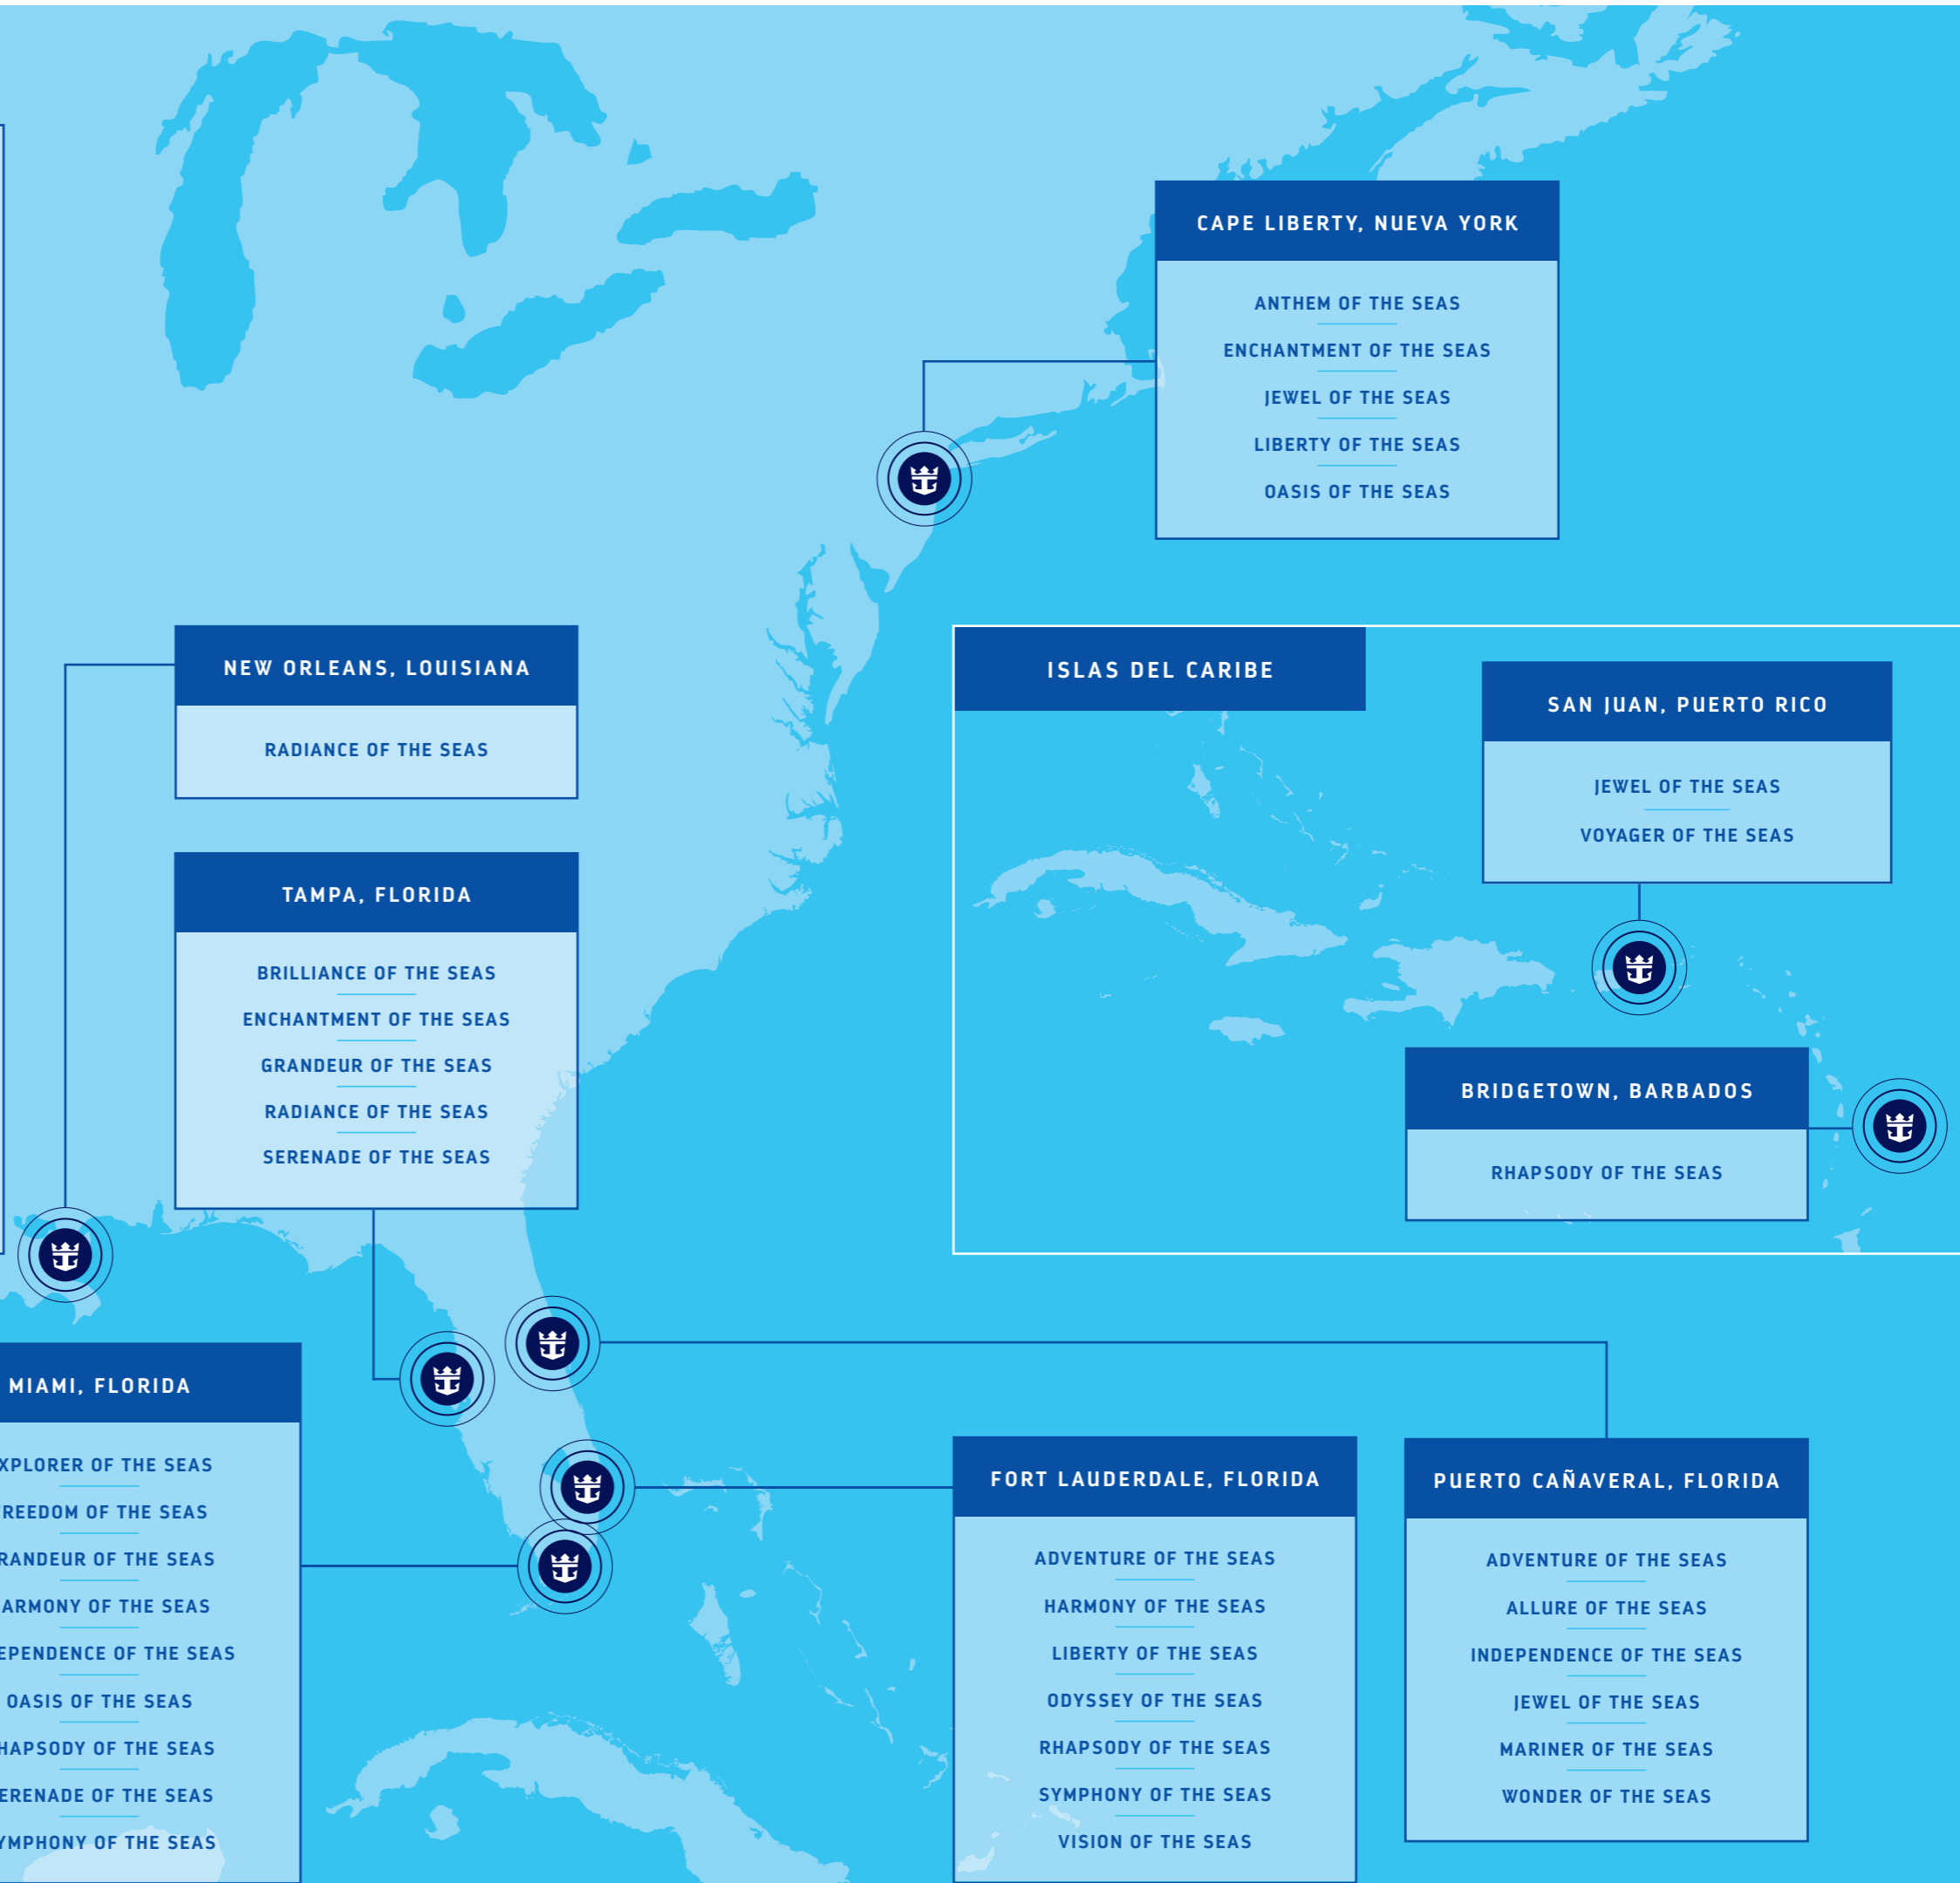 CAPE LIBERTY, NUEVA YORK
ANTHEM OF THE SEAS
ENCHANTMENT OF THE SEAS
JEWEL OF THE SEAS
LIBERTY OF THE SEAS
OASIS OF THE SEAS
NEW ORLEANS, LOUISIANA
RADIANCE OF THE SEAS
ISLAS DEL CARIBE
SAN JUAN, PUERTO RICO
JEWEL OF THE SEAS
VOYAGER OF THE SEAS
TAMPA, FLORIDA
BRILLIANCE OF THE SEAS
ENCHANTMENT OF THE SEAS
GRANDEUR OF THE SEAS
RADIANCE OF THE SEAS
SERENADE OF THE SEAS
BRIDGETOWN, BARBADOS
RHAPSODY OF THE SEAS
MIAMI, FLORIDA
XPLORER OF THE SEAS
REEDOM OF THE SEAS
RANDEUR OF THE SEAS
ARMONY OF THE SEAS
EPENDENCE OF THE SEAS
OASIS OF THE SEAS
HAPSODY OF THE SEAS
ERENADE OF THE SEAS
YMPHONY OF THE SEAS
FORT LAUDERDALE, FLORIDA
ADVENTURE OF THE SEAS
HARMONY OF THE SEAS
LIBERTY OF THE SEAS
ODYSSEY OF THE SEAS
RHAPSODY OF THE SEAS
SYMPHONY OF THE SEAS
VISION OF THE SEAS
PUERTO CAÑAVERAL, FLORIDA
ADVENTURE OF THE SEAS
ALLURE OF THE SEAS
INDEPENDENCE OF THE SEAS
JEWEL OF THE SEAS
MARINER OF THE SEAS
WONDER OF THE SEAS